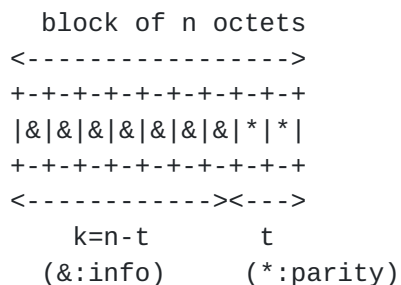 block of n octets
<----------------->
+-+-+-+-+-+-+-+-+-+
|&|&|&|&|&|&|&|*|*|
+-+-+-+-+-+-+-+-+-+
<------------><--->
k=n-t t
(&:info) (*:parity)